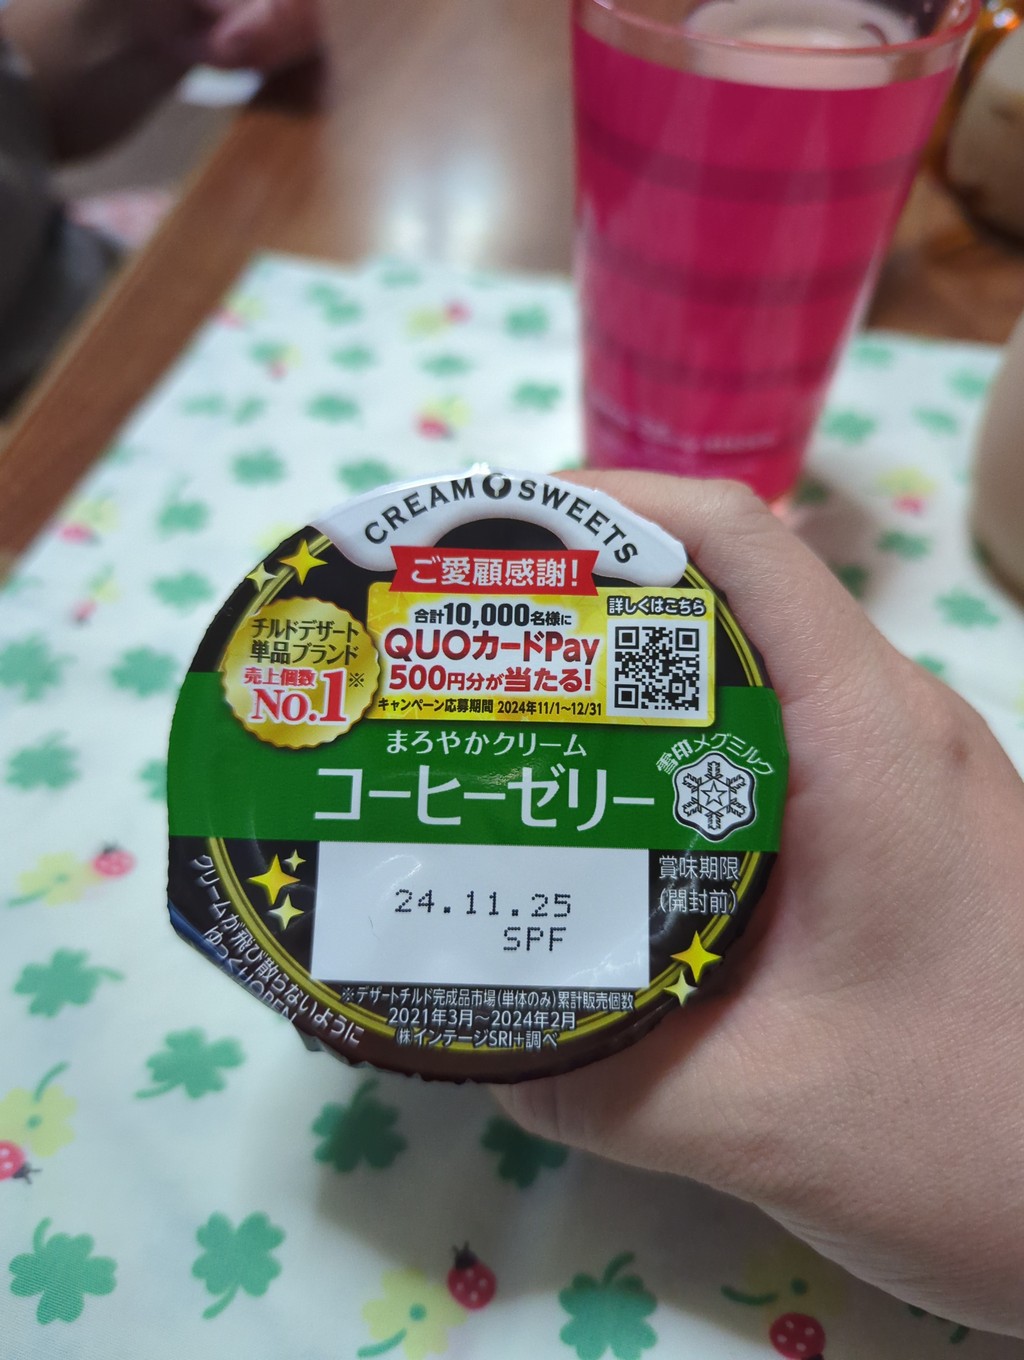 CREAM SWEETS
ご愛顧感謝!
チルドデザート
単品ブランド
売上個数※
No.1
合計10,000名様に
QUOカードPay
500円分が当たる!
キャンペーン応募期間 2024年11/1~12/31
詳しくはこちら
まろやかクリーム
コーヒーゼリー
雪印メグミルク
賞味期限
(開封前)
24.11.25
SPF
※デザートチルド完成品市場(単体のみ)累計販売個数
2021年3月~2024年2月
(株)インテージSRI+調べ
クリームが飛び散らないように
ゆっくりOPEN